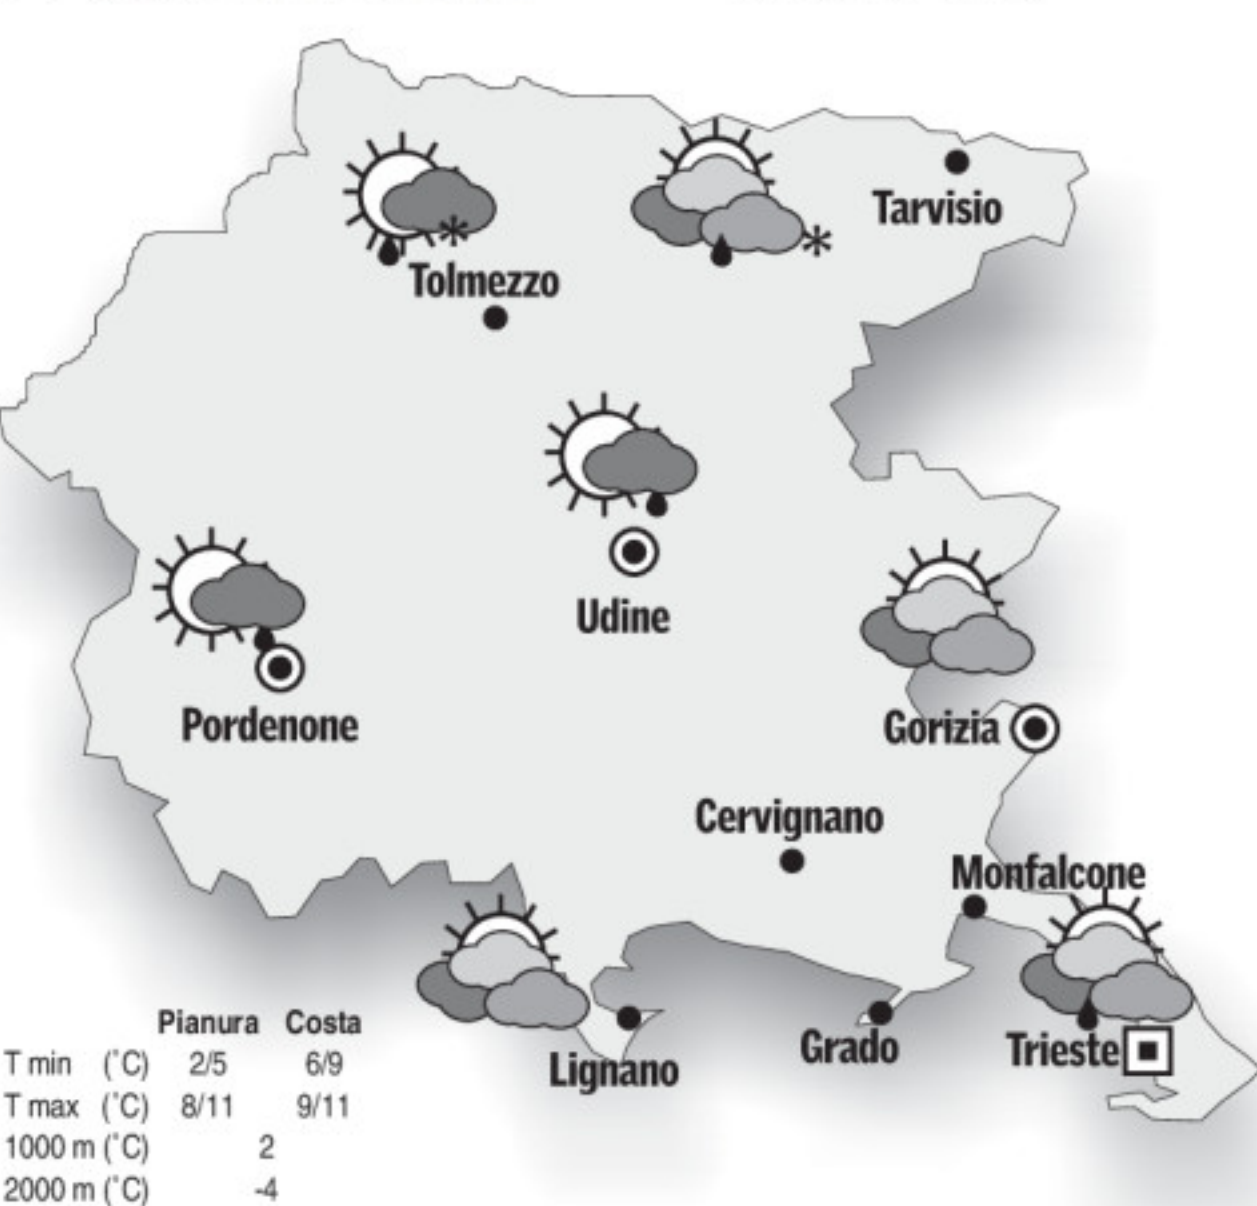 Tarvisio
Tolmezzo
Udine
Pordenone
Gorizia
Cervignano
Monfalcone
Lignano
Grado
Trieste
Pianura Costa
T min (°C) 2/5 6/9
T max (°C) 8/11 9/11
1000 m (°C) 2
2000 m (°C) -4